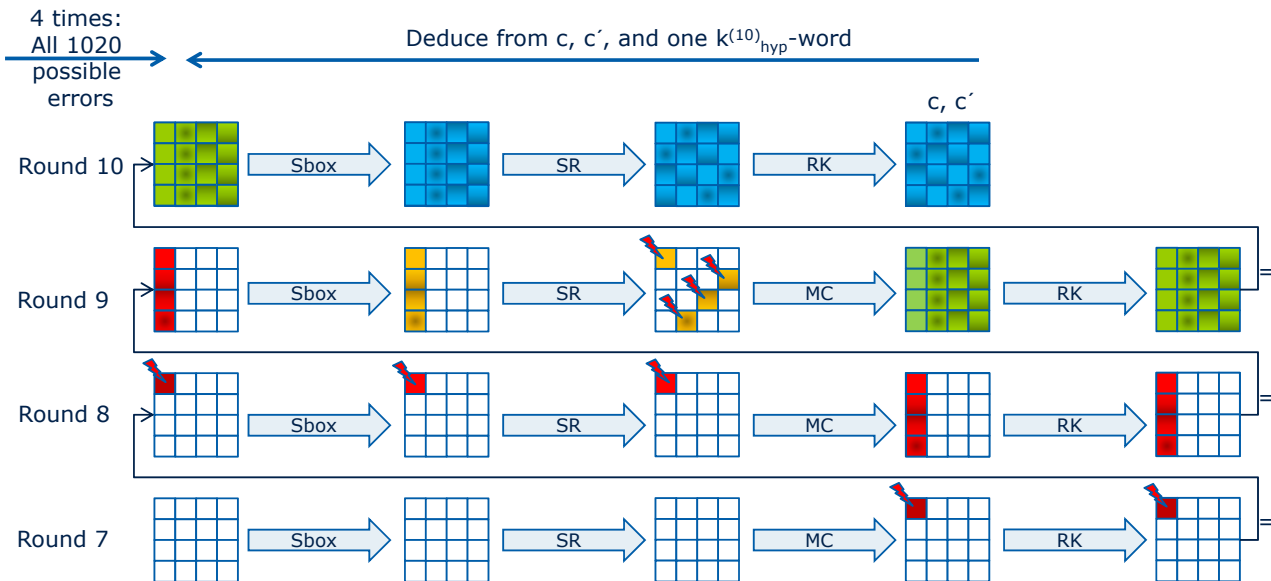 4 times:
All 1020
possible
errors
Deduce from c, c´, and one k⁽¹⁰⁾hyp-word
c, c´
Round 10
Sbox
SR
RK
Round 9
Sbox
SR
MC
RK
=
Round 8
Sbox
SR
MC
RK
=
Round 7
Sbox
SR
MC
RK
=